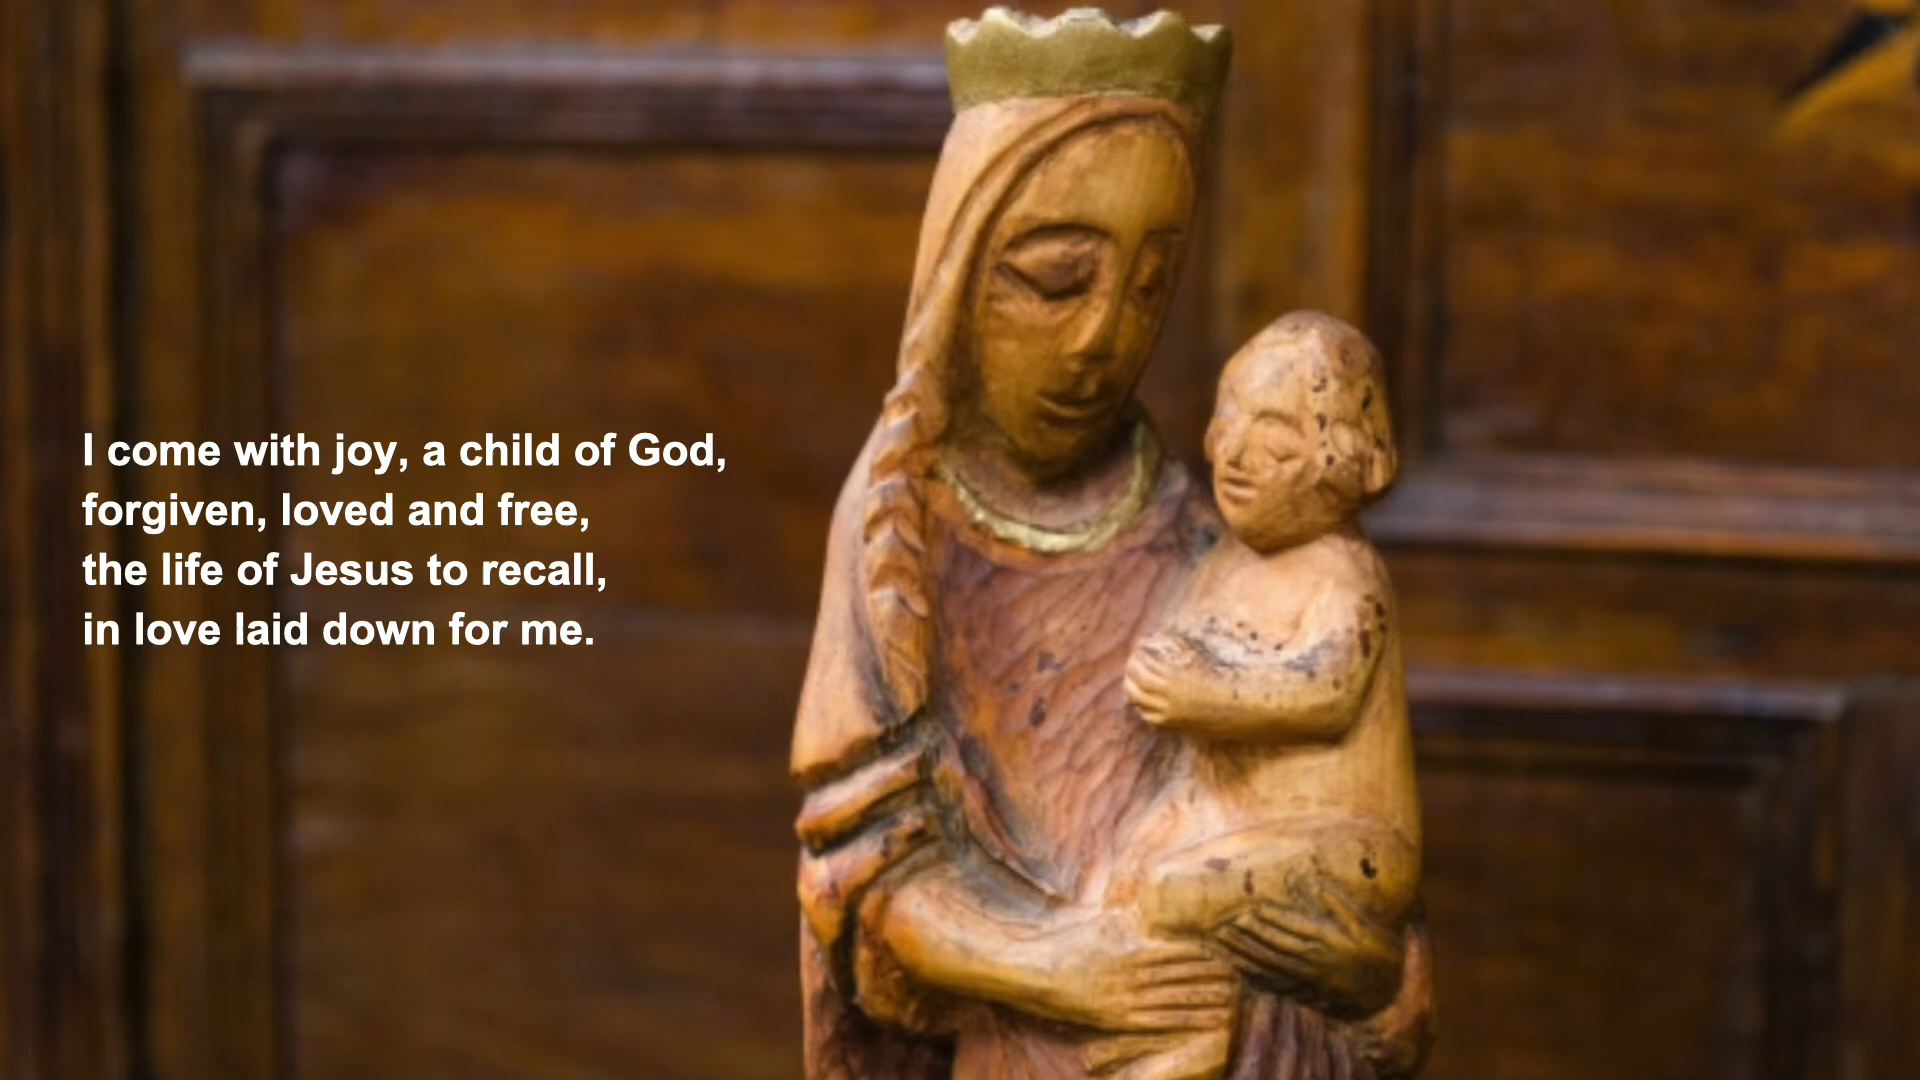 I come with joy, a child of God,
forgiven, loved and free,
the life of Jesus to recall,
in love laid down for me.